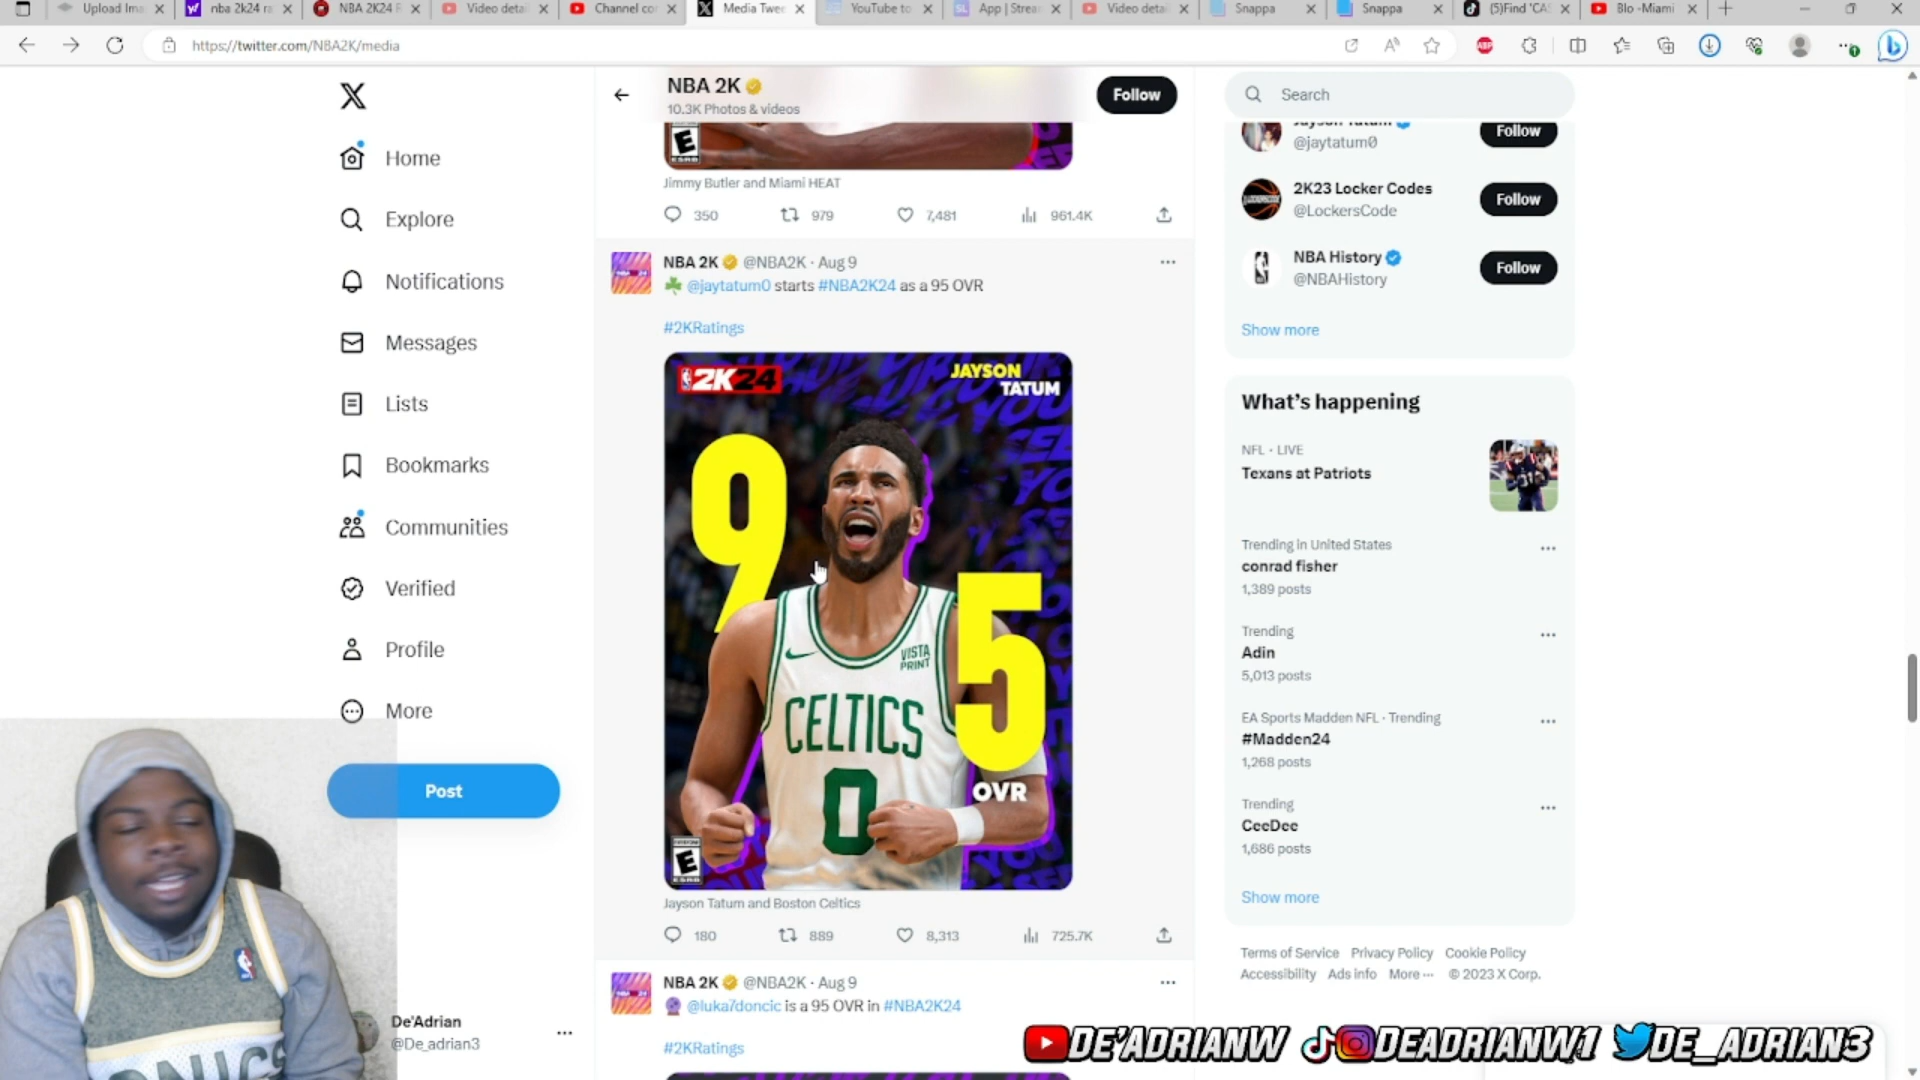 Upload Ima
nba 2k24 ra
NBA 2K24 R
Video detai
Channel co
Media Twee
YouTube to
App | Strea
Video detai
Snappa
Snappa
(5)Find 'CAS
Blo -Miami
https://twitter.com/NBA2K/media
NBA 2K
10.3K Photos & videos
Follow
Search
Home
Explore
Notifications
Messages
Lists
Bookmarks
Communities
Verified
Profile
More
Post
De'Adrian
@De_adrian3
Jimmy Butler and Miami HEAT
350 979 7,481 961.4K
NBA 2K @NBA2K · Aug 9
@jaytatum0 starts #NBA2K24 as a 95 OVR
#2KRatings
2K24
JAYSON
TATUM
9
5
OVR
VISTA
PRINT
CELTICS
0
E
ESRB
Jayson Tatum and Boston Celtics
180 889 8,313 725.7K
NBA 2K @NBA2K · Aug 9
@luka7doncic is a 95 OVR in #NBA2K24
#2KRatings
Jayson Tatum
@jaytatum0
Follow
2K23 Locker Codes
@LockersCode
Follow
NBA History
@NBAHistory
Follow
Show more
What's happening
NFL · LIVE
Texans at Patriots
Trending in United States
conrad fisher
1,389 posts
Trending
Adin
5,013 posts
EA Sports Madden NFL · Trending
#Madden24
1,268 posts
Trending
CeeDee
1,686 posts
Show more
Terms of Service Privacy Policy Cookie Policy
Accessibility Ads info More ··· © 2023 X Corp.
DE'ADRIANW DEADRIANW1 DE_ADRIAN3